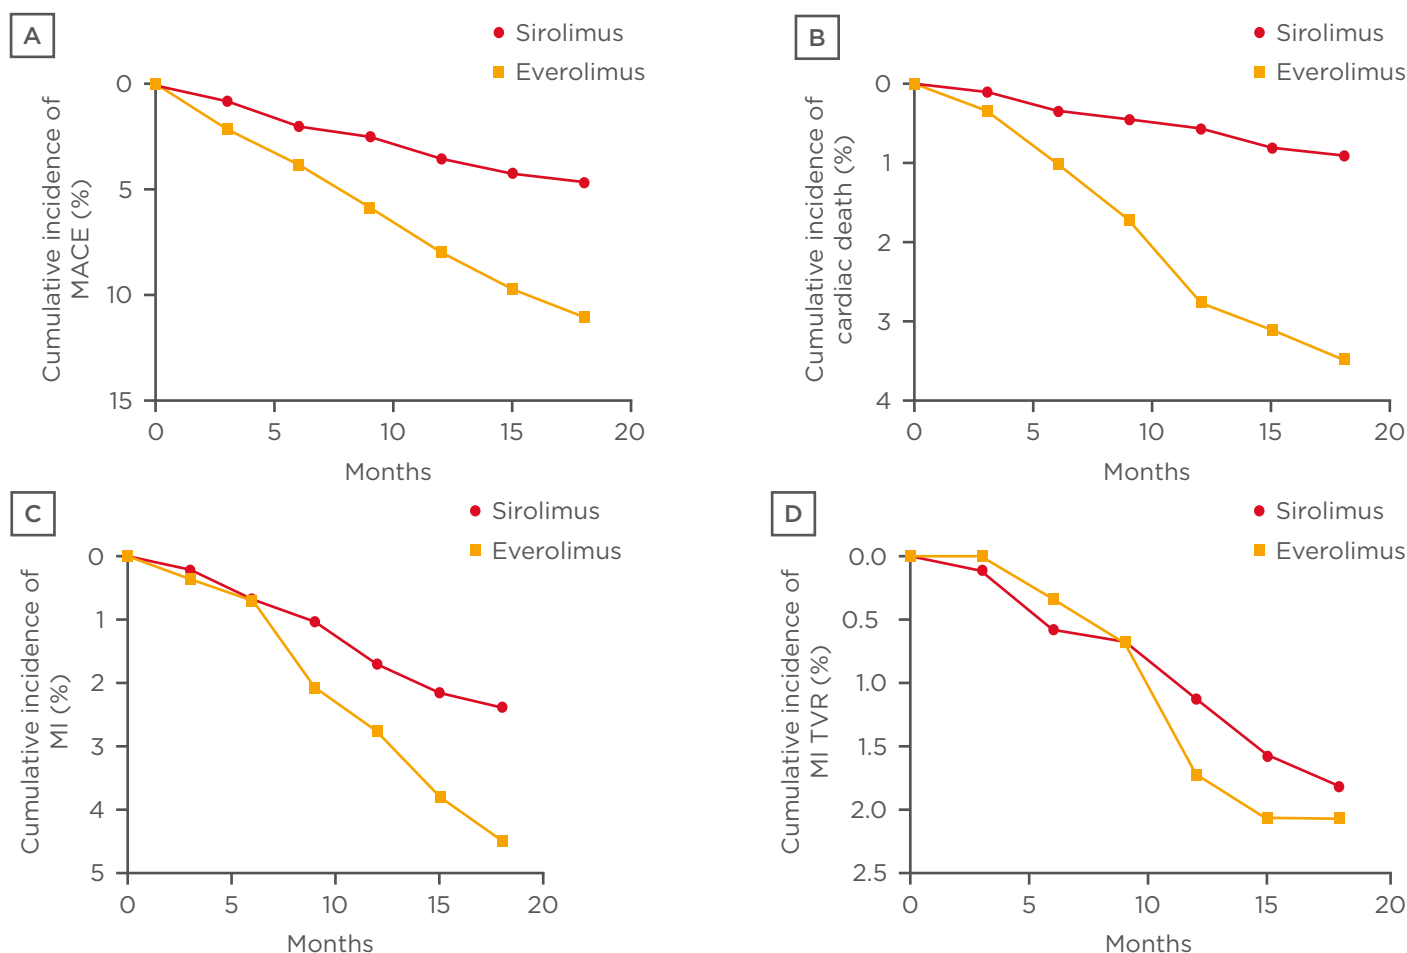 A
Sirolimus
Everolimus
Cumulative incidence of
MACE (%)
0
5
10
15
0
5
10
15
20
Months
B
Sirolimus
Everolimus
Cumulative incidence of
cardiac death (%)
0
1
2
3
4
0
5
10
15
20
Months
C
Sirolimus
Everolimus
Cumulative incidence of
MI (%)
0
1
2
3
4
5
0
5
10
15
20
Months
D
Sirolimus
Everolimus
Cumulative incidence of
MI TVR (%)
0.0
0.5
1.0
1.5
2.0
2.5
0
5
10
15
20
Months